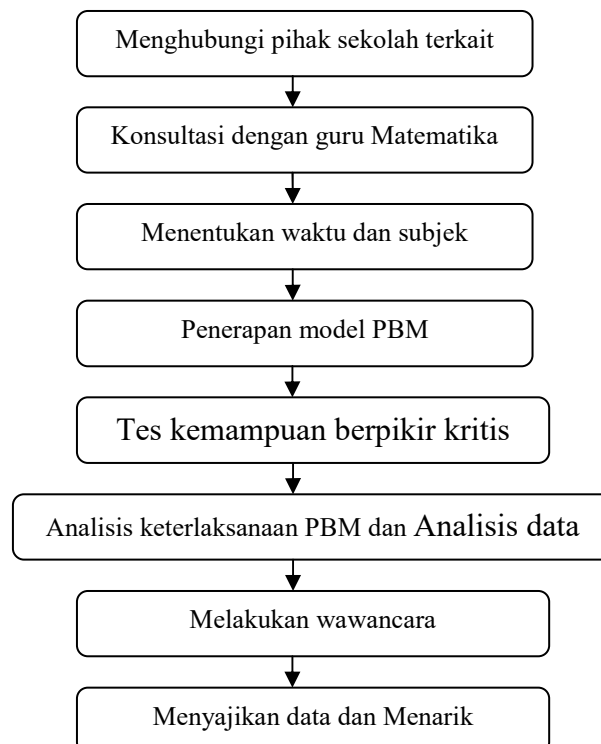 Menghubungi pihak sekolah terkait
Konsultasi dengan guru Matematika
Menentukan waktu dan subjek
Penerapan model PBM
Tes kemampuan berpikir kritis
Analisis keterlaksanaan PBM dan Analisis data
Melakukan wawancara
Menyajikan data dan Menarik